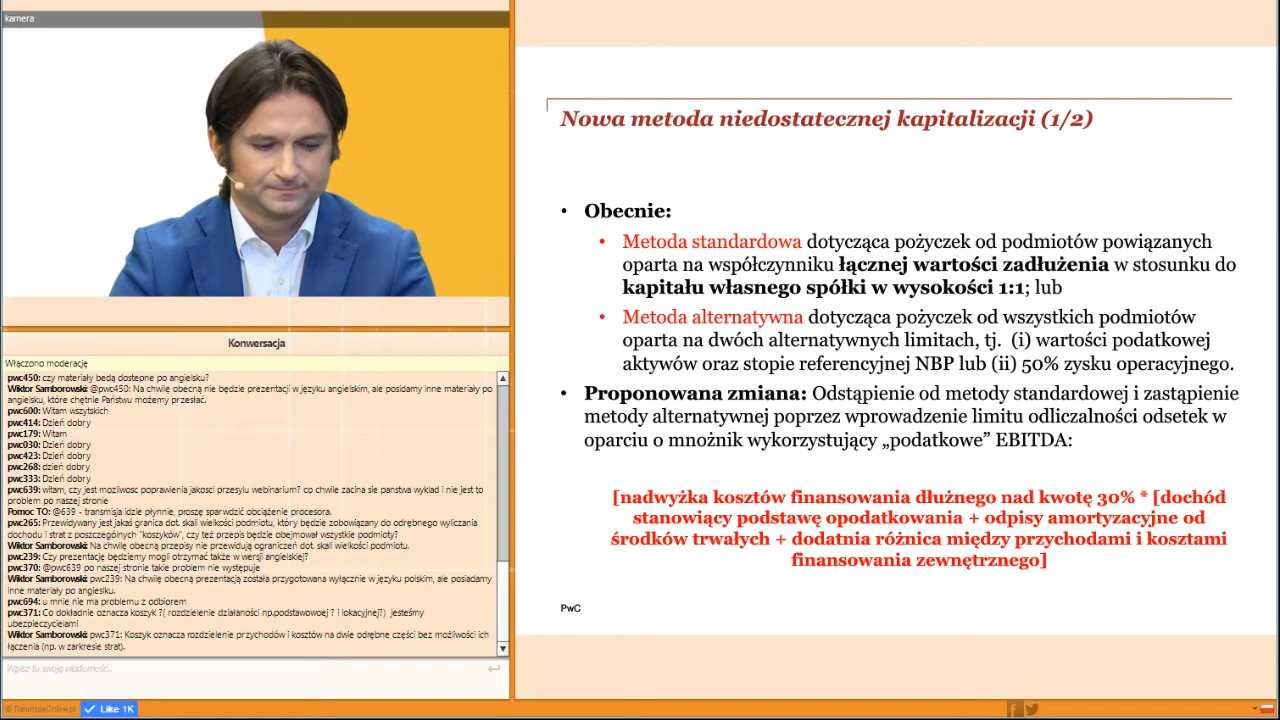 kamera
Nowa metoda niedostatecznej kapitalizacji (1/2)
• Obecnie:
• Metoda standardowa dotycząca pożyczek od podmiotów powiązanych
oparta na współczynniku łącznej wartości zadłużenia w stosunku do
kapitału własnego spółki w wysokości 1:1; lub
• Metoda alternatywna dotycząca pożyczek od wszystkich podmiotów
oparta na dwóch alternatywnych limitach, tj. (i) wartości podatkowej
aktywów oraz stopie referencyjnej NBP lub (ii) 50% zysku operacyjnego.
• Proponowana zmiana: Odstąpienie od metody standardowej i zastąpienie
metody alternatywnej poprzez wprowadzenie limitu odliczalności odsetek w
oparciu o mnożnik wykorzystujący „podatkowe” EBITDA:
[nadwyżka kosztów finansowania dłużnego nad kwotę 30% * [dochód
stanowiący podstawę opodatkowania + odpisy amortyzacyjne od
środków trwałych + dodatnia różnica między przychodami i kosztami
finansowania zewnętrznego]
PwC
Konwersacja
Włączono moderację
pwc450: czy materiały bedą dostepne po angielsku?
Wiktor Samborowski: @pwc450: Na chwilę obecną nie będzie prezentacji w języku angielskim, ale posiadamy inne materiały po
angielsku, które chętnie Państwu możemy przesłać.
pwc600: Witam wszytskich
pwc414: Dzień dobry
pwc179: Witam
pwc030: Dzień dobry
pwc423: Dzień dobry
pwc268: dzień dobry
pwc333: Dzień dobry
pwc639: witam, czy jest mozliwosc poprawienia jakosci przesylu webinarium? co chwile zacina sie panstwa wyklad i nie jest to
problem po naszej stronie
Pomoc TO: @639 - transmisja idzie płynnie, proszę sparwdzić obciążenie procesora.
pwc265: Przewidywany jest jakaś granica dot. skali wielkości podmiotu, który będzie zobowiązany do odrębnego wyliczania
dochodu i strat z poszczególnych "koszyków", czy też przepis będzie obejmował wszystkie podmioty?
Wiktor Samborowski: Na chwilę obecną przepisy nie przewidują ograniczeń dot. skali wielkości podmiotu.
pwc239: Czy prezentację będziemy mogli otrzymać także w wersji angielskiej?
pwc370: @pwc639 po naszej stronie takie problem nie występuje
Wiktor Samborowski: pwc239: Na chwilę obecną prezentacją została przygotowana wyłącznie w języku polskim, ale posiadamy
inne materiały po angiesłku.
pwc694: u mnie nie ma problemu z odbiorem
pwc371: Co dokładnie oznacza koszyk ?( rozdzielenie działaności np.podstawowoej ? i lokacyjnej?) jesteśmy
ubezpieczycielami
Wiktor Samborowski: pwc371: Koszyk oznacza rozdzielenie przychodów i kosztów na dwie odrębne części bez możliwości ich
łączenia (np. w zarkresie strat).
Wpisz tu swoją wiadomość...
© TransmisjeOnline.pl
Like 1K